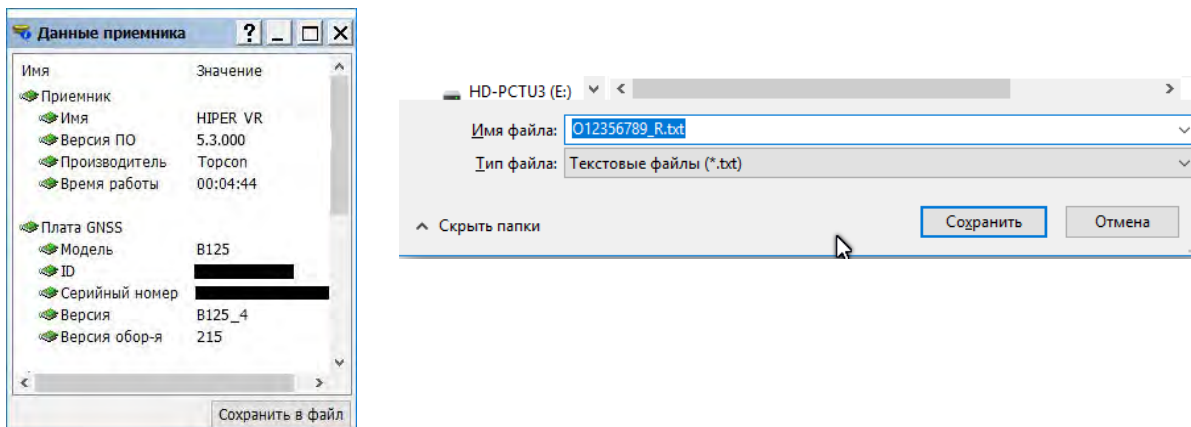 Данные приемника
Имя Значение
Приемник
Имя HIPER VR
Версия ПО 5.3.000
Производитель Topcon
Время работы 00:04:44
Плата GNSS
Модель B125
ID
Серийный номер
Версия B125_4
Версия обор-я 215
Сохранить в файл
HD-PCTU3 (E:)
Имя файла: O12356789_R.txt
Тип файла: Текстовые файлы (*.txt)
Скрыть папки
Сохранить Отмена